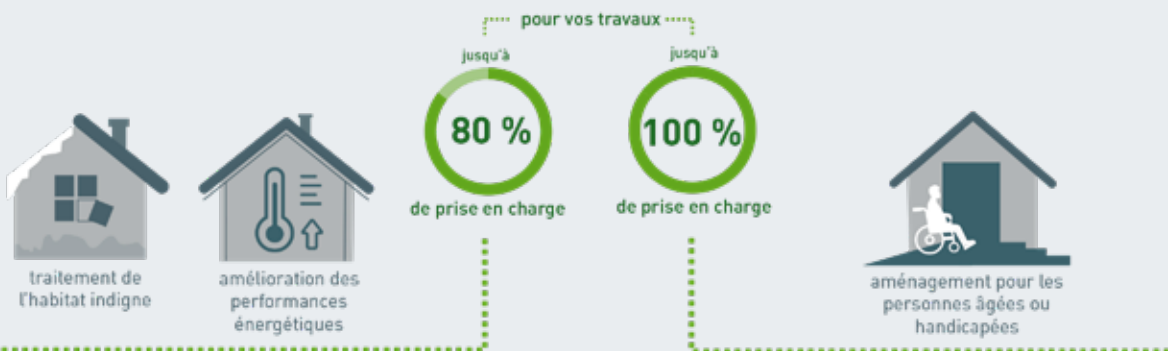 pour vos travaux
jusqu'à
80 %
de prise en charge
jusqu'à
100 %
de prise en charge
traitement de
l'habitat indigne
amélioration des
performances
énergétiques
aménagement pour les
personnes âgées ou
handicapées